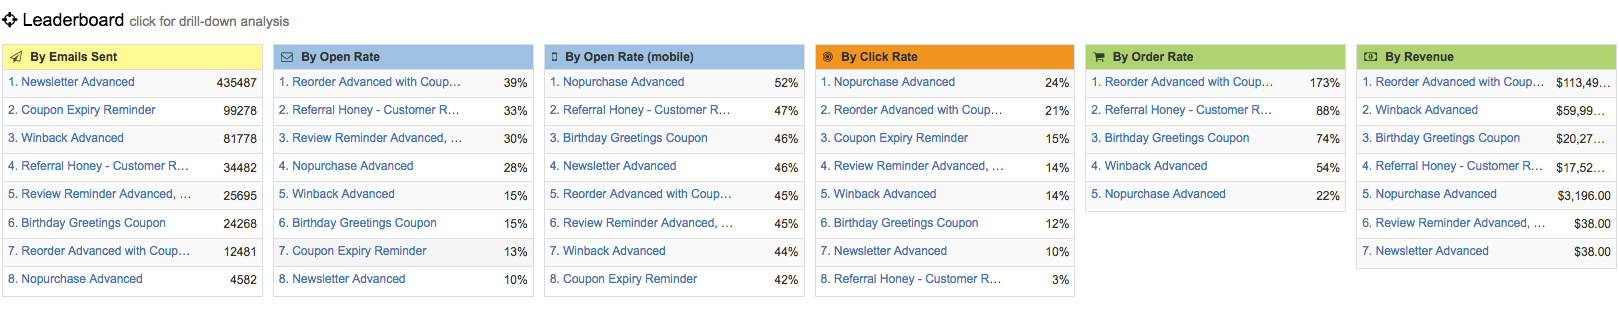 Leaderboard click for drill-down analysis
By Emails Sent
1. Newsletter Advanced 435487
2. Coupon Expiry Reminder 99278
3. Winback Advanced 81778
4. Referral Honey - Customer R... 34482
5. Review Reminder Advanced, ... 25695
6. Birthday Greetings Coupon 24268
7. Reorder Advanced with Coup... 12481
8. Nopurchase Advanced 4582
By Open Rate
1. Reorder Advanced with Coup... 39%
2. Referral Honey - Customer R... 33%
3. Review Reminder Advanced, ... 30%
4. Nopurchase Advanced 28%
5. Winback Advanced 15%
6. Birthday Greetings Coupon 15%
7. Coupon Expiry Reminder 13%
8. Newsletter Advanced 10%
By Open Rate (mobile)
1. Nopurchase Advanced 52%
2. Referral Honey - Customer R... 47%
3. Birthday Greetings Coupon 46%
4. Newsletter Advanced 46%
5. Reorder Advanced with Coup... 45%
6. Review Reminder Advanced, ... 45%
7. Winback Advanced 44%
8. Coupon Expiry Reminder 42%
By Click Rate
1. Nopurchase Advanced 24%
2. Reorder Advanced with Coup... 21%
3. Coupon Expiry Reminder 15%
4. Review Reminder Advanced, ... 14%
5. Winback Advanced 14%
6. Birthday Greetings Coupon 12%
7. Newsletter Advanced 10%
8. Referral Honey - Customer R... 3%
By Order Rate
1. Reorder Advanced with Coup... 173%
2. Referral Honey - Customer R... 88%
3. Birthday Greetings Coupon 74%
4. Winback Advanced 54%
5. Nopurchase Advanced 22%
By Revenue
1. Reorder Advanced with Coup... $113,49...
2. Winback Advanced $59,99...
3. Birthday Greetings Coupon $20,27...
4. Referral Honey - Customer R... $17,52...
5. Nopurchase Advanced $3,196.00
6. Review Reminder Advanced, ... $38.00
7. Newsletter Advanced $38.00